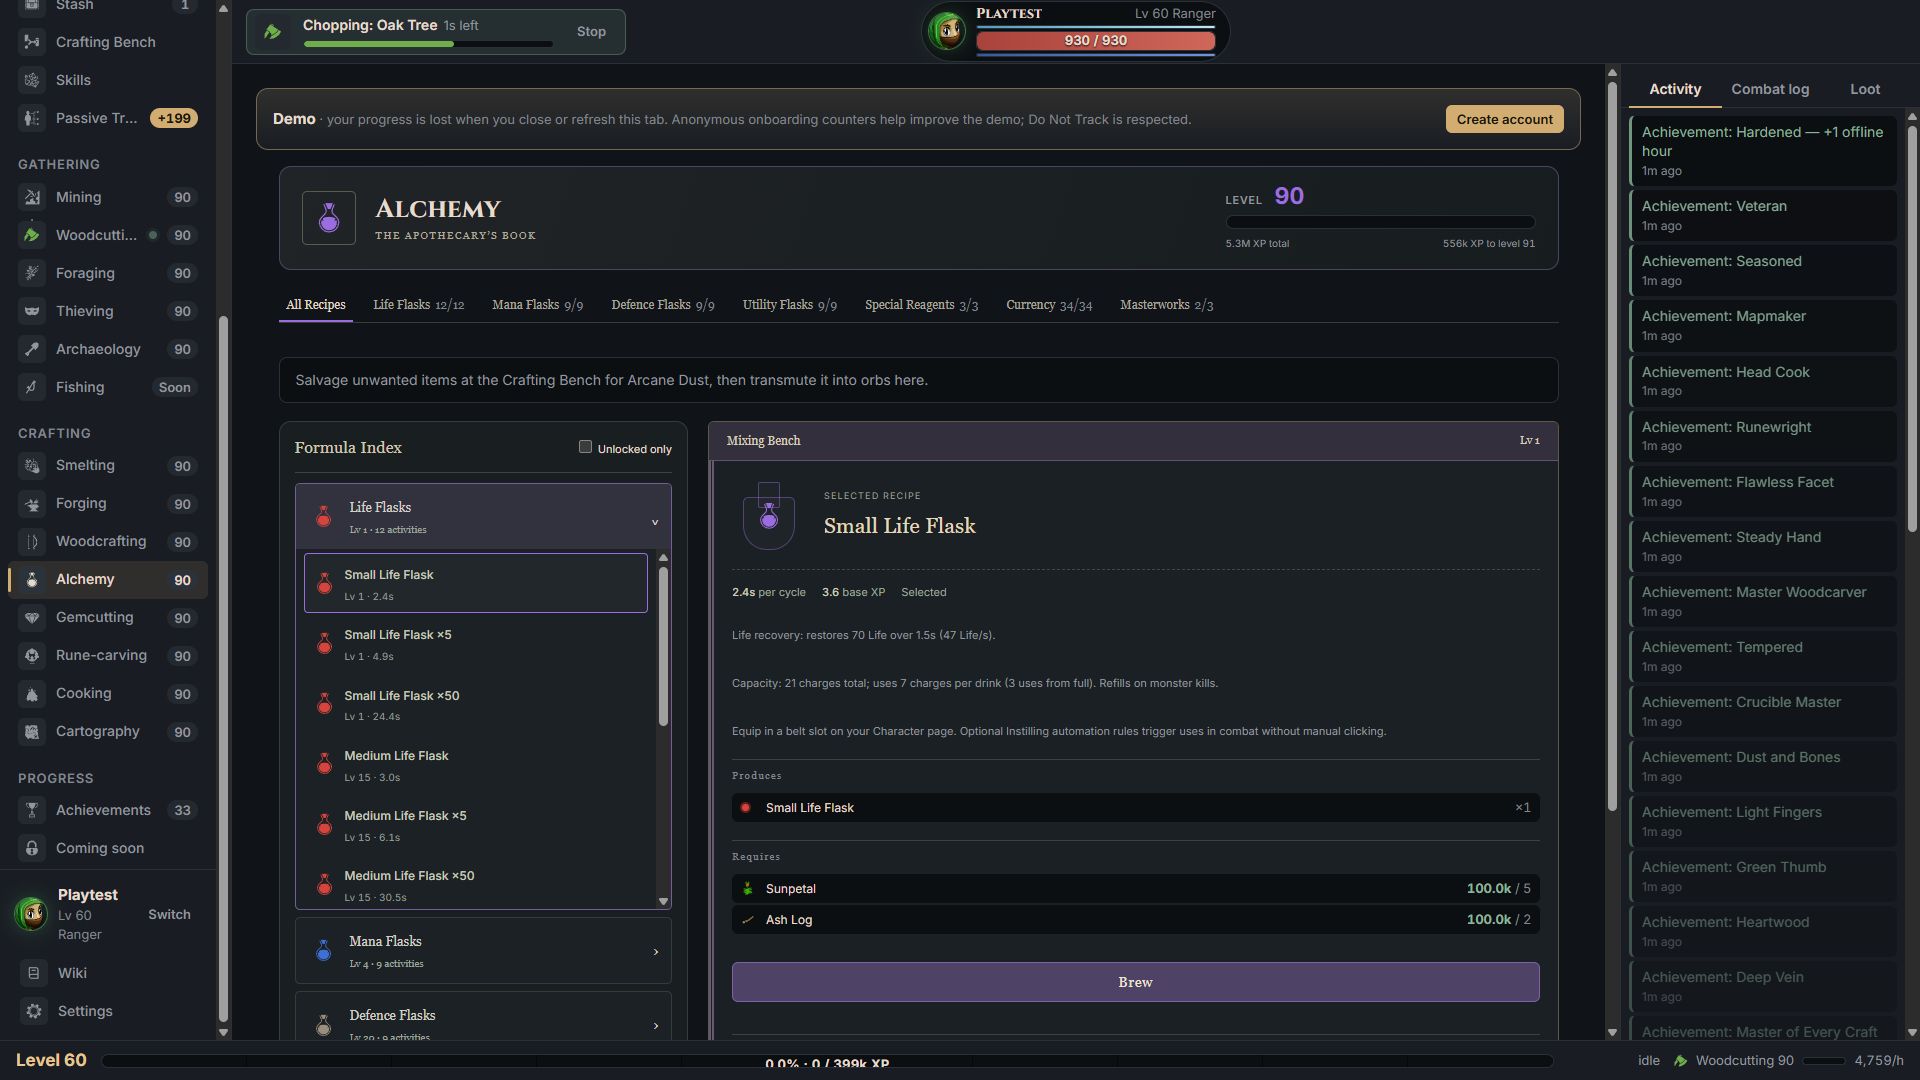 Stash 1
Crafting Bench
Skills
Passive Tr... +199
GATHERING
Mining 90
Woodcutti... 90
Foraging 90
Thieving 90
Archaeology 90
Fishing Soon
CRAFTING
Smelting 90
Forging 90
Woodcrafting 90
Alchemy 90
Gemcutting 90
Rune-carving 90
Cooking 90
Cartography 90
PROGRESS
Achievements 33
Coming soon
Playtest
Lv 60
Ranger
Switch
Wiki
Settings
Chopping: Oak Tree 1s left
Stop
PLAYTEST Lv 60 Ranger
930 / 930
Demo · your progress is lost when you close or refresh this tab. Anonymous onboarding counters help improve the demo; Do Not Track is respected.
Create account
ALCHEMY
THE APOTHECARY'S BOOK
LEVEL 90
5.3M XP total 556k XP to level 91
All Recipes Life Flasks 12/12 Mana Flasks 9/9 Defence Flasks 9/9 Utility Flasks 9/9 Special Reagents 3/3 Currency 34/34 Masterworks 2/3
Salvage unwanted items at the Crafting Bench for Arcane Dust, then transmute it into orbs here.
Formula Index
Unlocked only
Life Flasks
Lv 1 · 12 activities
v
Small Life Flask
Lv 1 · 2.4s
Small Life Flask ×5
Lv 1 · 4.9s
Small Life Flask ×50
Lv 1 · 24.4s
Medium Life Flask
Lv 15 · 3.0s
Medium Life Flask ×5
Lv 15 · 6.1s
Medium Life Flask ×50
Lv 15 · 30.5s
Mana Flasks
Lv 4 · 9 activities
›
Defence Flasks
Lv 20 · 9 activities
›
Mixing Bench Lv 1
SELECTED RECIPE
Small Life Flask
2.4s per cycle 3.6 base XP Selected
Life recovery: restores 70 Life over 1.5s (47 Life/s).
Capacity: 21 charges total; uses 7 charges per drink (3 uses from full). Refills on monster kills.
Equip in a belt slot on your Character page. Optional Instilling automation rules trigger uses in combat without manual clicking.
Produces
Small Life Flask ×1
Requires
Sunpetal 100.0k / 5
Ash Log 100.0k / 2
Brew
Activity Combat log Loot
Achievement: Hardened — +1 offline
hour
1m ago
Achievement: Veteran
1m ago
Achievement: Seasoned
1m ago
Achievement: Mapmaker
1m ago
Achievement: Head Cook
1m ago
Achievement: Runewright
1m ago
Achievement: Flawless Facet
1m ago
Achievement: Steady Hand
1m ago
Achievement: Master Woodcarver
1m ago
Achievement: Tempered
1m ago
Achievement: Crucible Master
1m ago
Achievement: Dust and Bones
1m ago
Achievement: Light Fingers
1m ago
Achievement: Green Thumb
1m ago
Achievement: Heartwood
1m ago
Achievement: Deep Vein
1m ago
Achievement: Master of Every Craft
Level 60
0.0% · 0 / 399k XP
idle Woodcutting 90 4,759/h